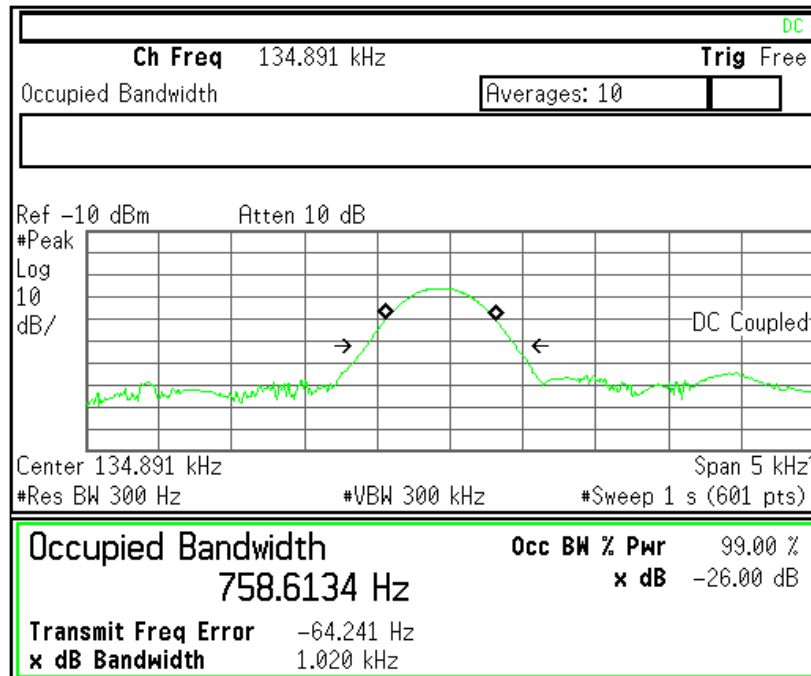 DC
Ch Freq 134.891 kHz Trig Free
Occupied Bandwidth Averages: 10
Ref -10 dBm Atten 10 dB
#Peak
Log
10
dB/
DC Coupled
Center 134.891 kHz Span 5 kHz
#Res BW 300 Hz #VBW 300 kHz #Sweep 1 s (601 pts)
Occupied Bandwidth Occ BW % Pwr 99.00 %
758.6134 Hz x dB -26.00 dB
Transmit Freq Error -64.241 Hz
x dB Bandwidth 1.020 kHz